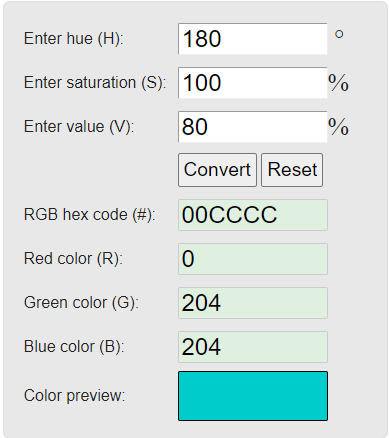 Enter hue (H): 180 °
Enter saturation (S): 100 %
Enter value (V): 80 %
Convert Reset
RGB hex code (#): 00CCCC
Red color (R): 0
Green color (G): 204
Blue color (B): 204
Color preview: